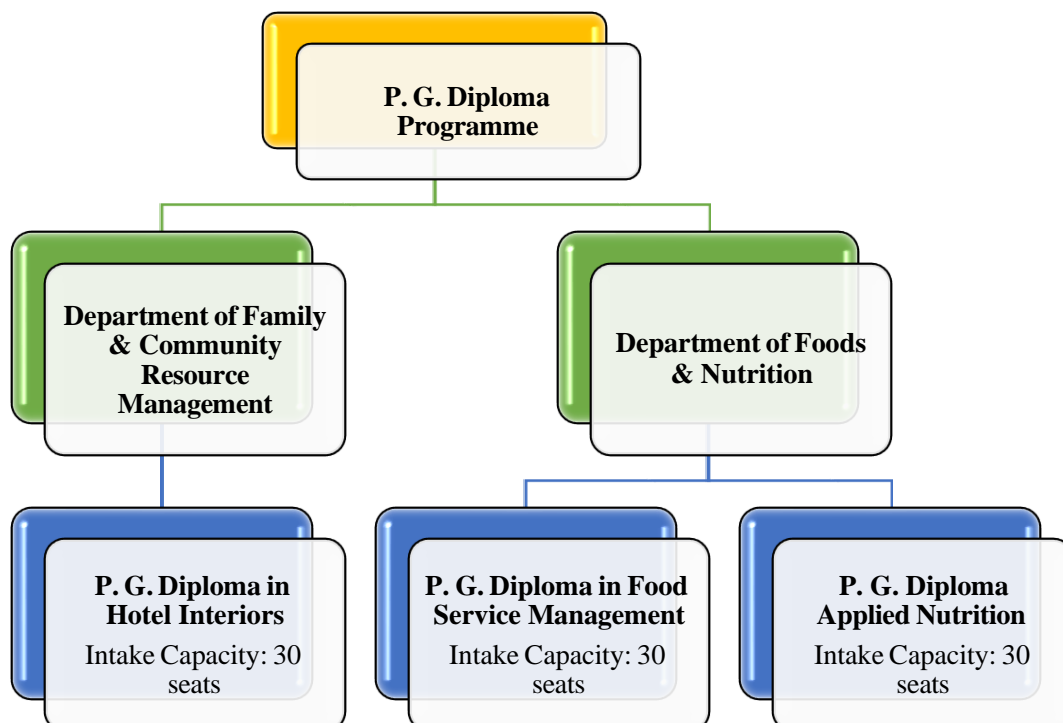 P. G. Diploma
Programme
Department of Family
& Community
Resource
Management
Department of Foods
& Nutrition
P. G. Diploma in
Hotel Interiors
Intake Capacity: 30
seats
P. G. Diploma in Food
Service Management
Intake Capacity: 30
seats
P. G. Diploma
Applied Nutrition
Intake Capacity: 30
seats